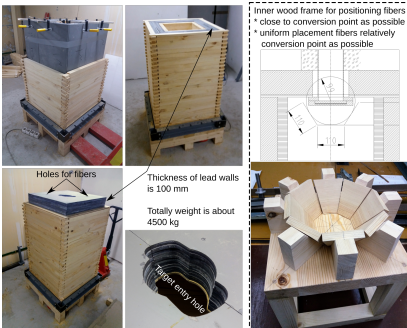 Inner wood frame for positioning fibers
* close to conversion point as possible
* uniform placement fibers relatively
conversion point as possible
110
110
Holes for fibers
Thickness of lead walls
is 100 mm
Totally weight is about
4500 kg
Target entry hole